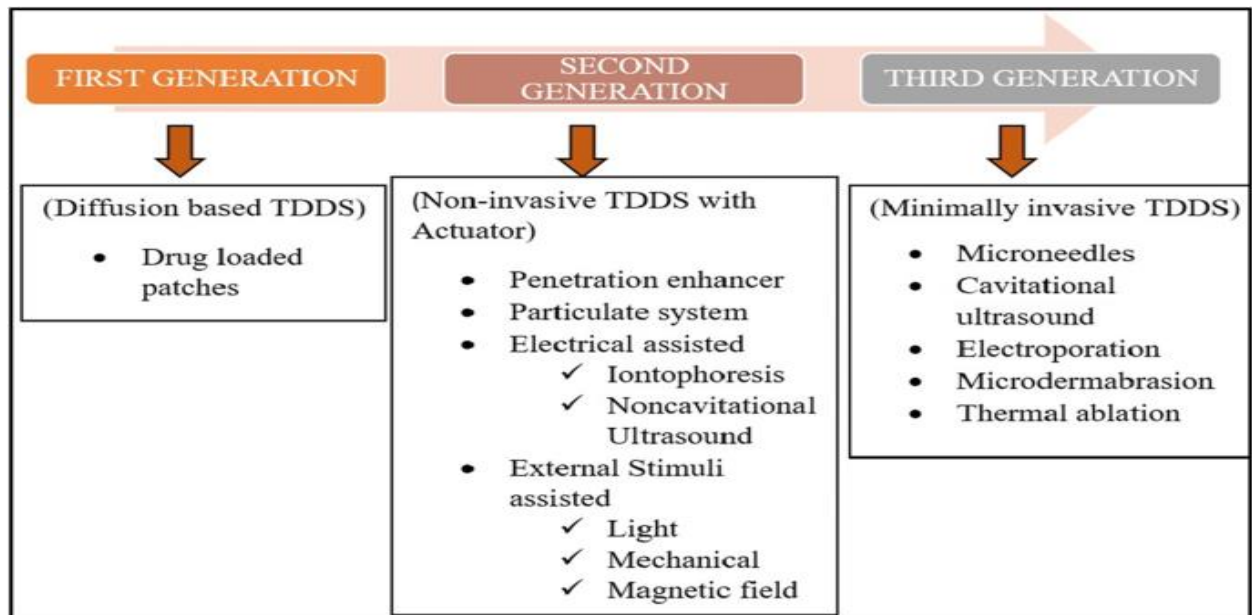 FIRST GENERATION
SECOND
GENERATION
THIRD GENERATION
(Diffusion based TDDS)
• Drug loaded
patches
(Non-invasive TDDS with
Actuator)
• Penetration enhancer
• Particulate system
• Electrical assisted
✓ Iontophoresis
✓ Noncavitational
Ultrasound
• External Stimuli
assisted
✓ Light
✓ Mechanical
✓ Magnetic field
(Minimally invasive TDDS)
• Microneedles
• Cavitational
ultrasound
• Electroporation
• Microdermabrasion
• Thermal ablation